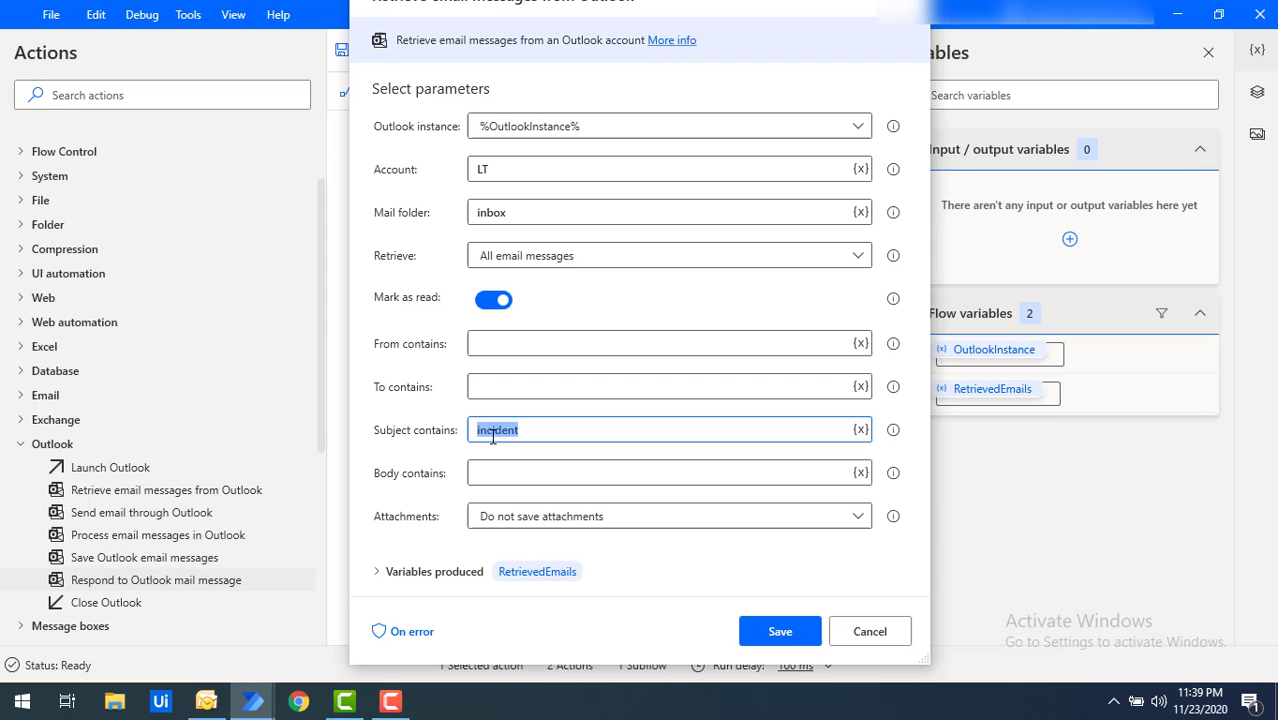 File Edit Debug Tools View Help
Retrieve email messages from Outlook
Actions
Search actions
Flow Control
System
File
Folder
Compression
UI automation
Web
Web automation
Excel
Database
Email
Exchange
Outlook
Launch Outlook
Retrieve email messages from Outlook
Send email through Outlook
Process email messages in Outlook
Save Outlook email messages
Respond to Outlook mail message
Close Outlook
Message boxes
Retrieve email messages from an Outlook account More info
Select parameters
Outlook instance: %OutlookInstance%
Account: LT {x}
Mail folder: inbox {x}
Retrieve: All email messages
Mark as read:
From contains: {x}
To contains: {x}
Subject contains: incident {x}
Body contains: {x}
Attachments: Do not save attachments
Variables produced RetrievedEmails
On error Save Cancel
ables {x}
Search variables
Input / output variables 0
There aren't any input or output variables here yet
Flow variables 2
{x} OutlookInstance
{x} RetrievedEmails
Activate Windows
Go to Settings to activate Windows.
Status: Ready 1 Selected action 2 Actions 1 Subflow Run delay: 100 ms
Ui
11:39 PM
11/23/2020
1